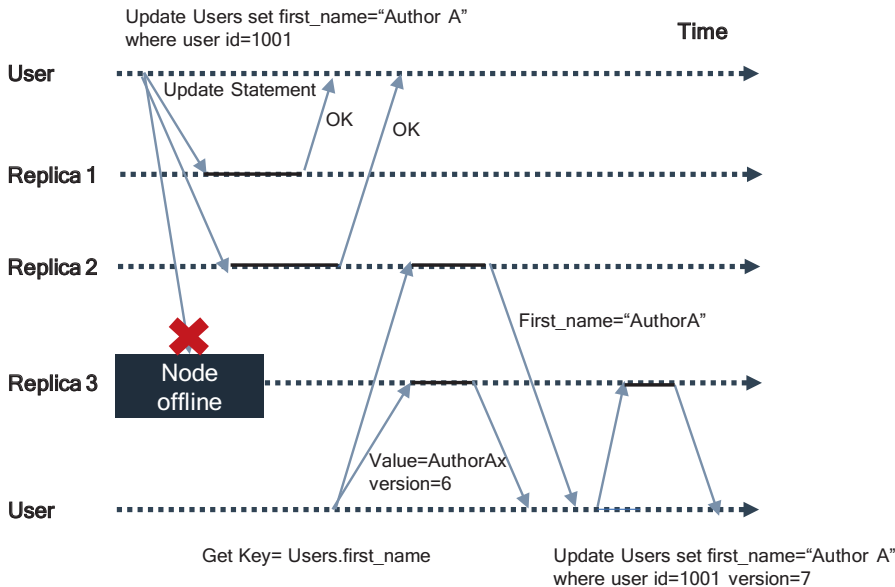 Update Users set first_name=“Author A”
where user id=1001
Time
User
Update Statement
OK
OK
Replica 1
Replica 2
First_name=“AuthorA”
Node
offline
Replica 3
Value=AuthorAx
version=6
User
Get Key= Users.first_name
Update Users set first_name=“Author A”
where user id=1001 version=7